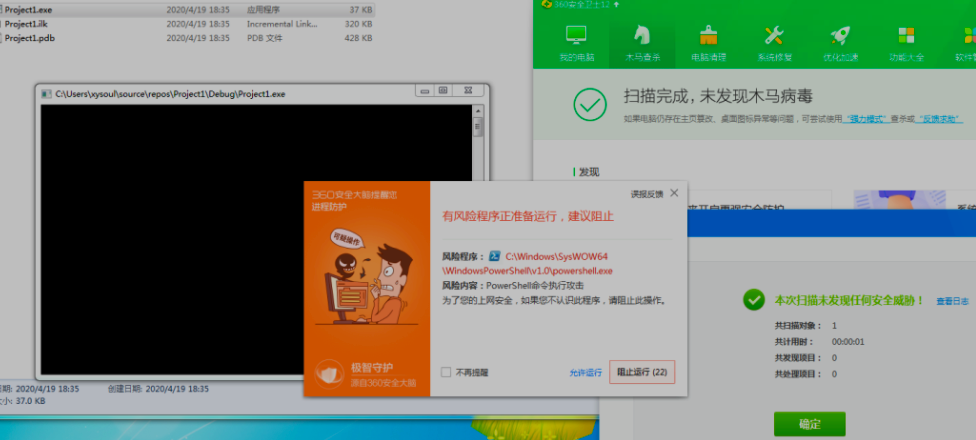 Project1.exe 2020/4/19 18:35 应用程序 37 KB
Project1.ilk 2020/4/19 18:35 Incremental Link... 320 KB
Project1.pdb 2020/4/19 18:35 PDB 文件 428 KB
C:\Users\xysoul\source\repos\Project1\Debug\Project1.exe
期: 2020/4/19 18:35 创建日期: 2020/4/19 18:35
小: 37.0 KB
360安全卫士12
我的电脑 木马查杀 电脑清理 系统修复 优化加速 功能大全 软件
扫描完成，未发现木马病毒
如果电脑仍存在主页篡改、桌面图标异常等问题，可尝试使用“强力模式”查杀或“反馈求助”
发现
360安全大脑提醒您
进程防护
可疑操作
极智守护
源自360安全大脑
误报反馈
有风险程序正准备运行，建议阻止
风险程序： C:\Windows\SysWOW64
\WindowsPowerShell\v1.0\powershell.exe
风险内容：PowerShell命令执行攻击
为了您的上网安全，如果您不认识此程序，请阻止此操作。
不再提醒 允许运行 阻止运行 (22)
本次扫描未发现任何安全威胁！ 查看日志
共扫描对象： 1
共计用时： 00:00:01
共发现项目： 0
共处理项目： 0
确定